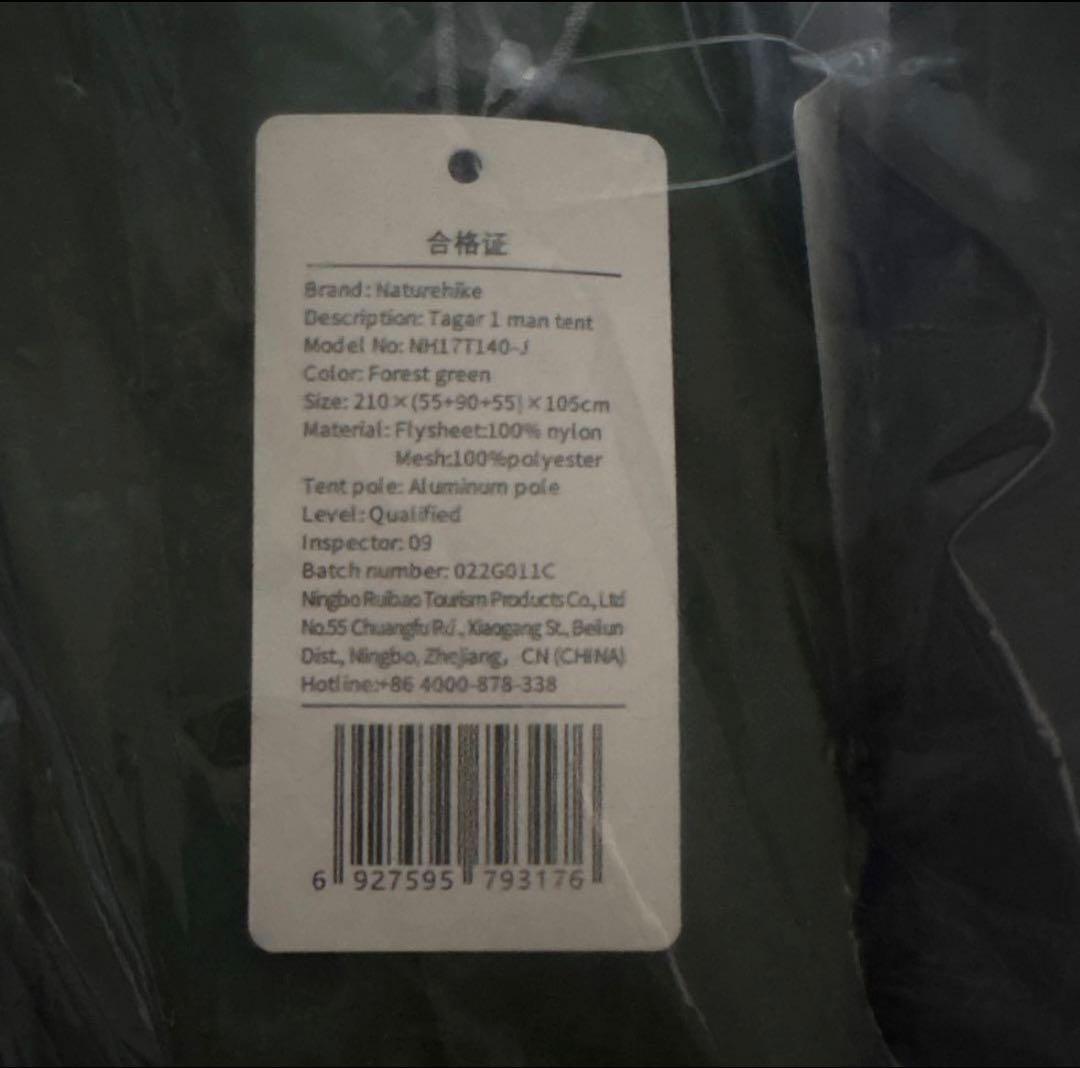 合格证
Brand: Naturehike
Description: Tagar 1 man tent
Model No: NH17T140-J
Color: Forest green
Size: 210×(55+90+55)×105cm
Material: Flysheet:100% nylon
Mesh:100%polyester
Tent pole: Aluminum pole
Level: Qualified
Inspector: 09
Batch number: 022G011C
Ningbo Ruibao Tourism Products Co., Ltd
No.55 Chuangfu Rd., Xiaogang St., Beilun
Dist., Ningbo, Zhejiang, CN (CHINA)
Hotline:+86 4000-878-338
6 927595 793176